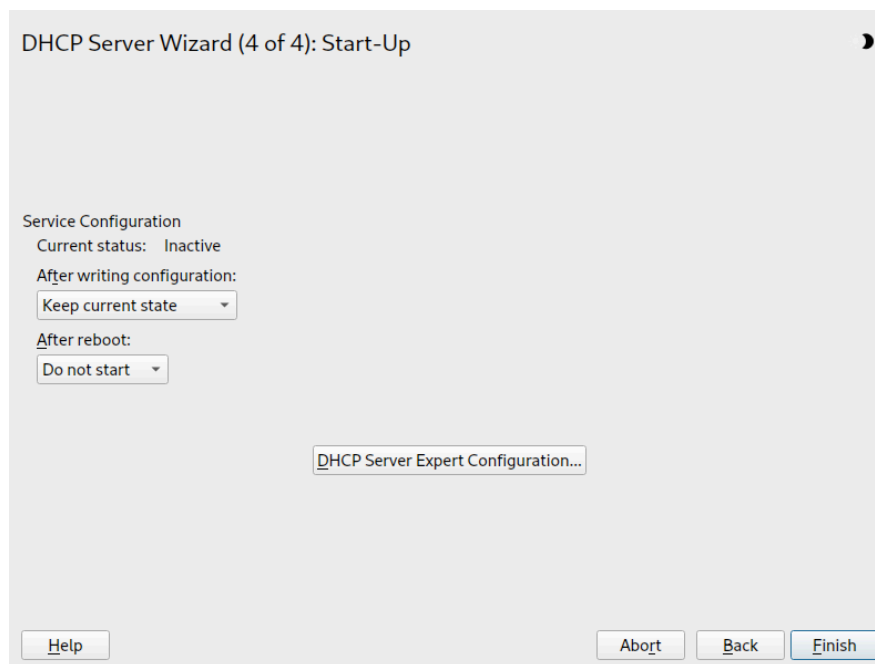 DHCP Server Wizard (4 of 4): Start-Up
Service Configuration
Current status: Inactive
After writing configuration:
Keep current state
After reboot:
Do not start
DHCP Server Expert Configuration...
Help Abort Back Finish